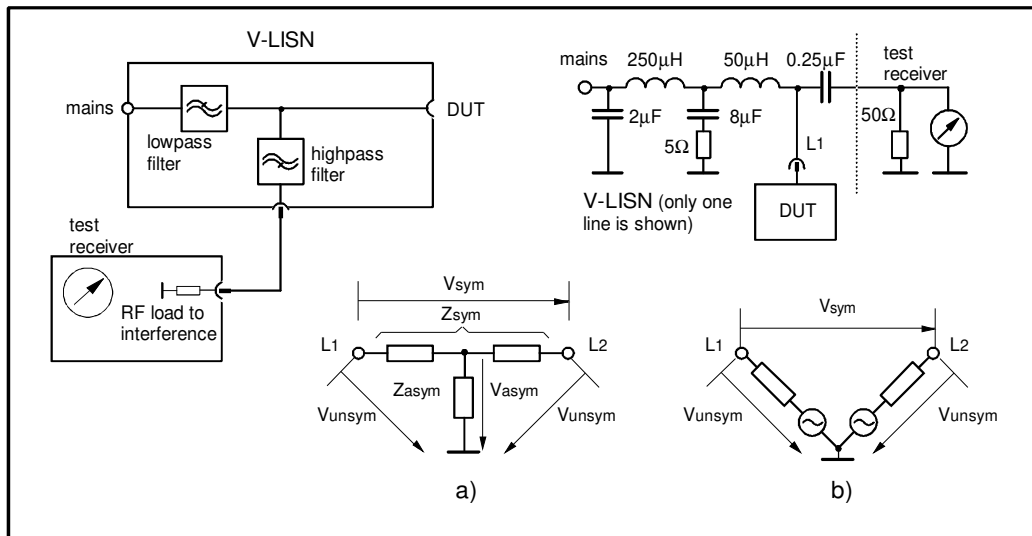 V-LISN
mains
DUT
lowpass
filter
highpass
filter
test
receiver
RF load to
interference
mains
250µH
50µH
0.25µF
test
receiver
2µF
8µF
5Ω
50Ω
L1
V-LISN (only one
line is shown)
DUT
Vsym
Zsym
L1
L2
Zasym
Vasym
Vunsym
Vunsym
a)
Vsym
L1
L2
Vunsym
Vunsym
b)